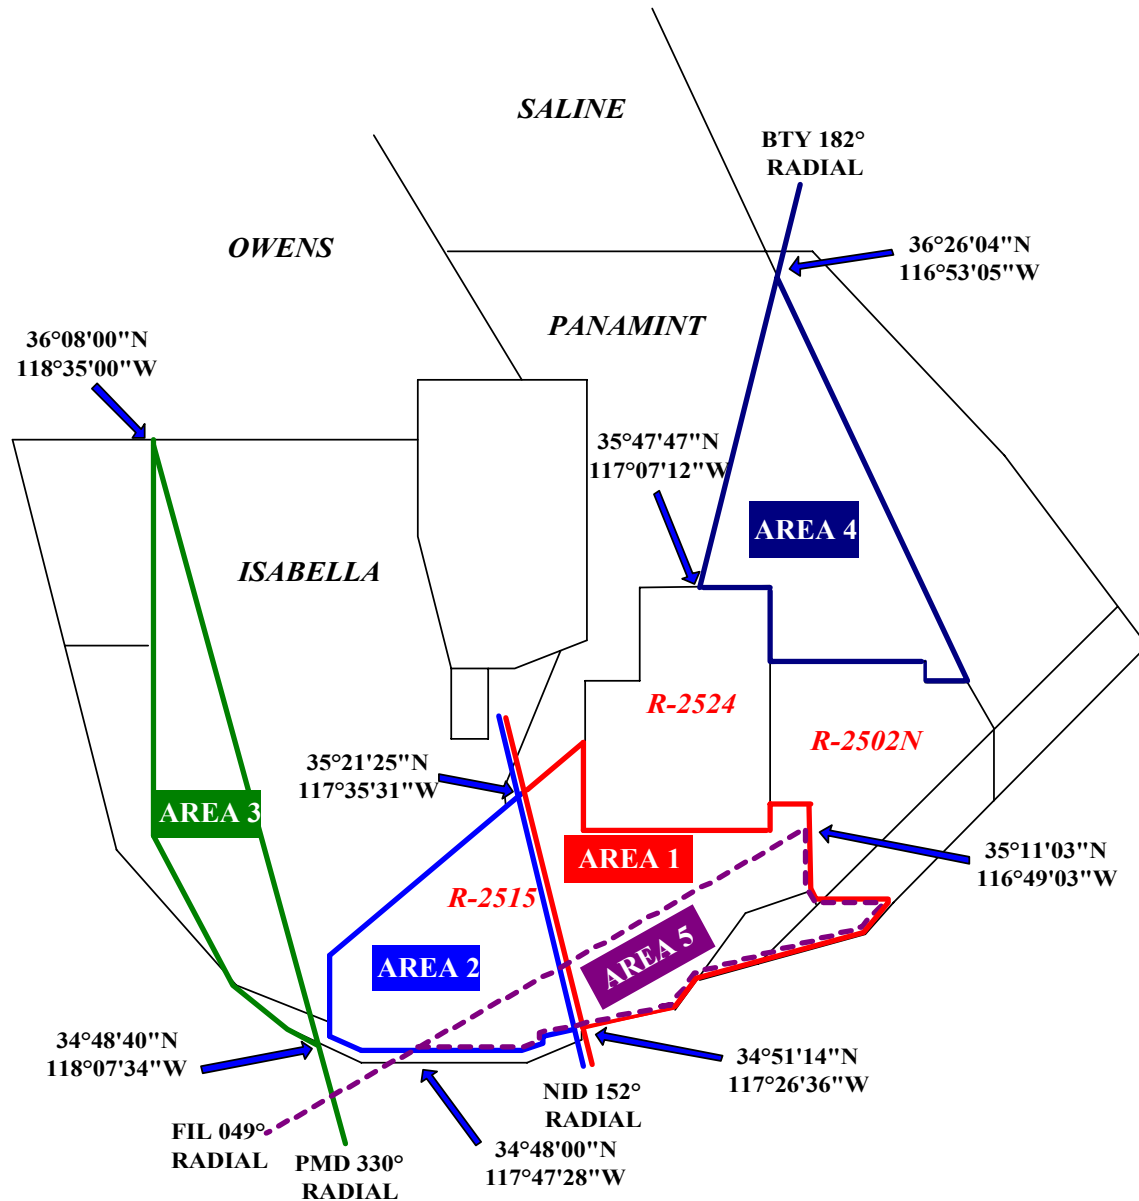 SALINE
BTY 182°
RADIAL
OWENS
36°26'04"N
116°53'05"W
PANAMINT
36°08'00"N
118°35'00"W
35°47'47"N
117°07'12"W
AREA 4
ISABELLA
R-2524
R-2502N
35°21'25"N
117°35'31"W
AREA 3
AREA 1
35°11'03"N
116°49'03"W
R-2515
AREA 5
AREA 2
34°48'40"N
118°07'34"W
34°51'14"N
117°26'36"W
NID 152°
RADIAL
FIL 049°
RADIAL
34°48'00"N
117°47'28"W
PMD 330°
RADIAL